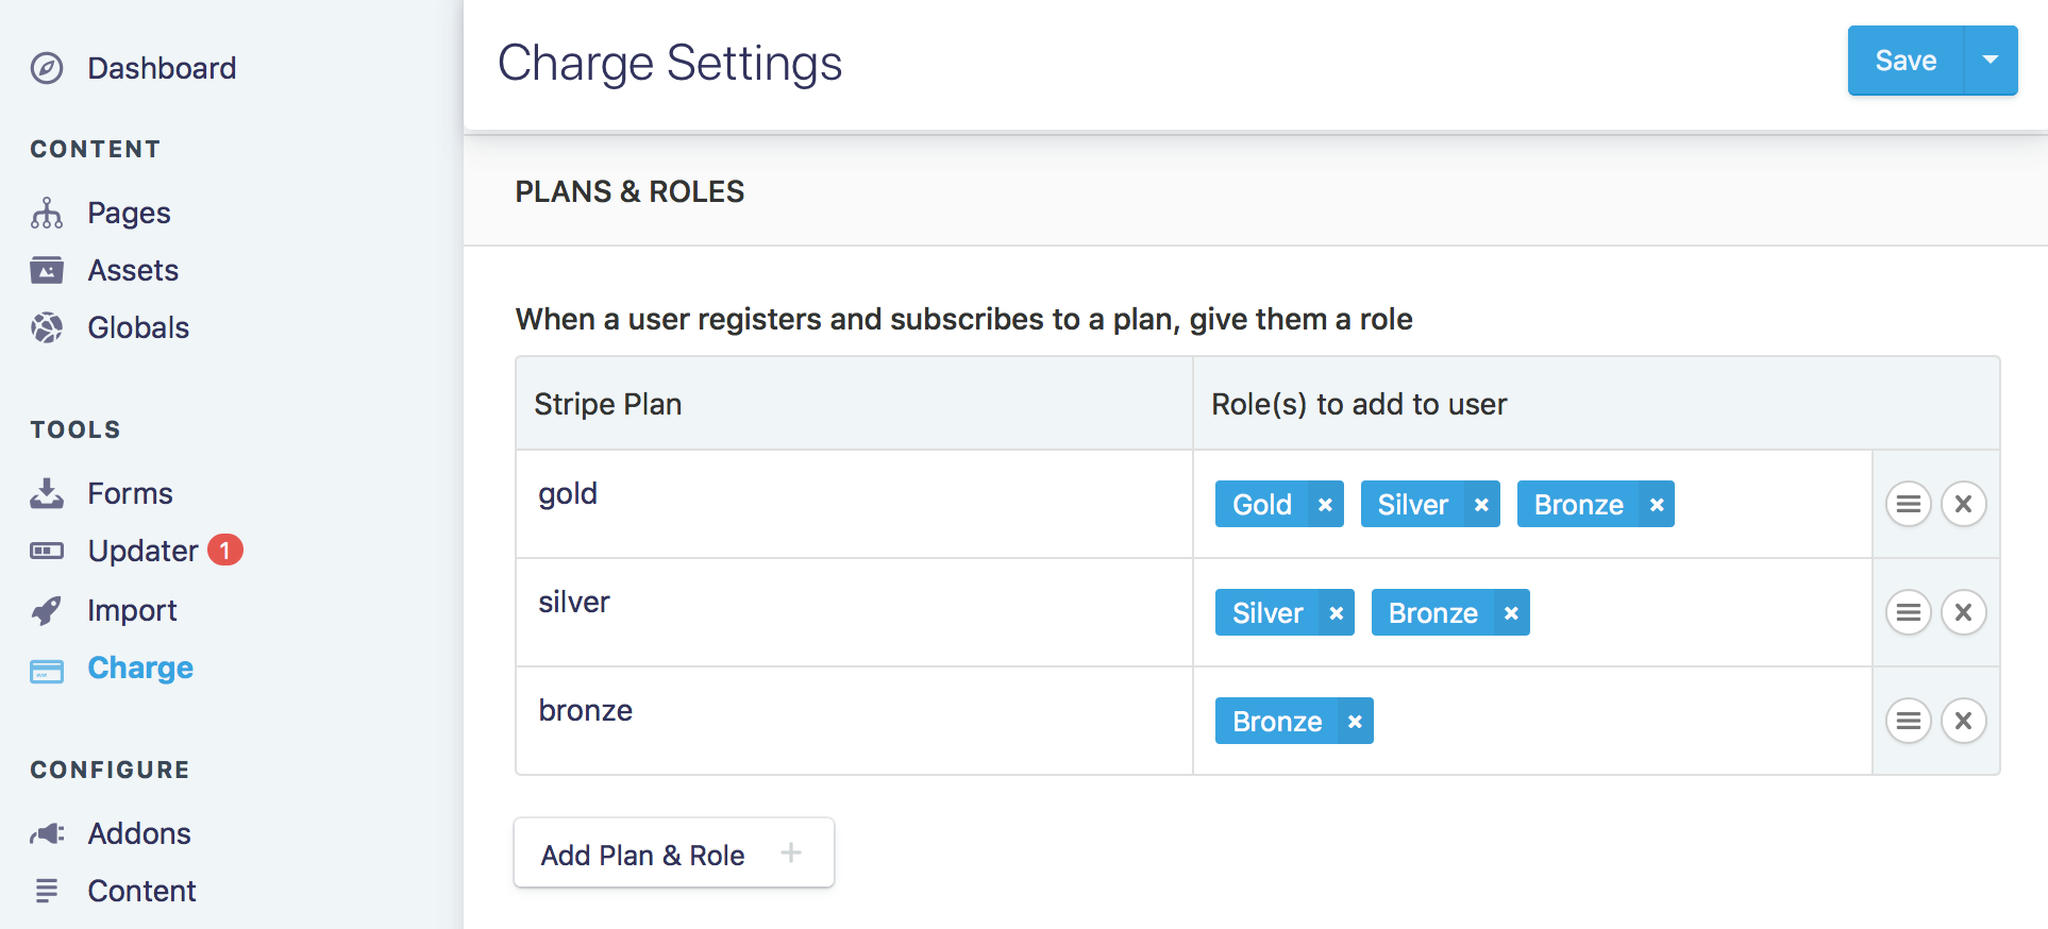 Dashboard
CONTENT
Pages
Assets
Globals
TOOLS
Forms
Updater 1
Import
Charge
CONFIGURE
Addons
Content
Charge Settings
Save
PLANS & ROLES
When a user registers and subscribes to a plan, give them a role
Stripe Plan Role(s) to add to user
gold Gold × Silver × Bronze ×
silver Silver × Bronze ×
bronze Bronze ×
Add Plan & Role +